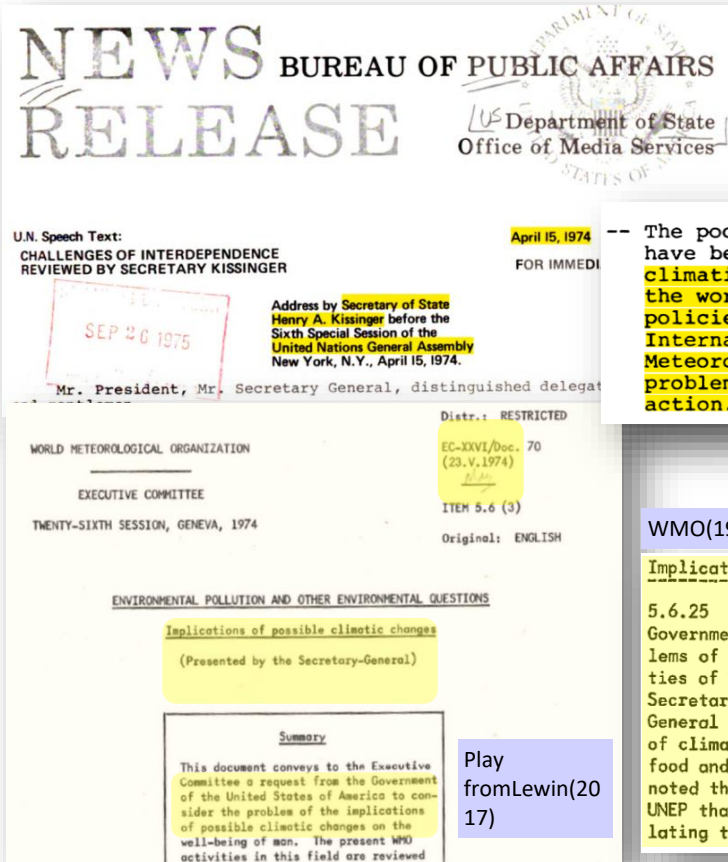 NEWS
RELEASE
BUREAU OF PUBLIC AFFAIRS
US Department of State
Office of Media Services
U.N. Speech Text:
CHALLENGES OF INTERDEPENDENCE
REVIEWED BY SECRETARY KISSINGER
April 15, 1974
FOR IMMEDI
SEP 26 1975
Address by Secretary of State
Henry A. Kissinger before the
Sixth Special Session of the
United Nations General Assembly
New York, N.Y., April 15, 1974.
Mr. President, Mr. Secretary General, distinguished delegat
-- The poo
have be
climati
the wor
policie
Interna
Meteoro
problem
action.
WORLD METEOROLOGICAL ORGANIZATION
EXECUTIVE COMMITTEE
TWENTY-SIXTH SESSION, GENEVA, 1974
Distr.: RESTRICTED
EC-XXVI/Doc. 70
(23.V.1974)
May
ITEM 5.6 (3)
Original: ENGLISH
ENVIRONMENTAL POLLUTION AND OTHER ENVIRONMENTAL QUESTIONS
Implications of possible climatic changes
(Presented by the Secretary-General)
Summary
This document conveys to the Executive
Committee a request from the Government
of the United States of America to con-
sider the problem of the implications
of possible climatic changes on the
well-being of man. The present WMO
activities in this field are reviewed
Play
fromLewin(20
17)
WMO(19
Implicat
5.6.25
Governme
lems of
ties of
Secretar
General
of clima
food and
noted th
UNEP tha
lating t